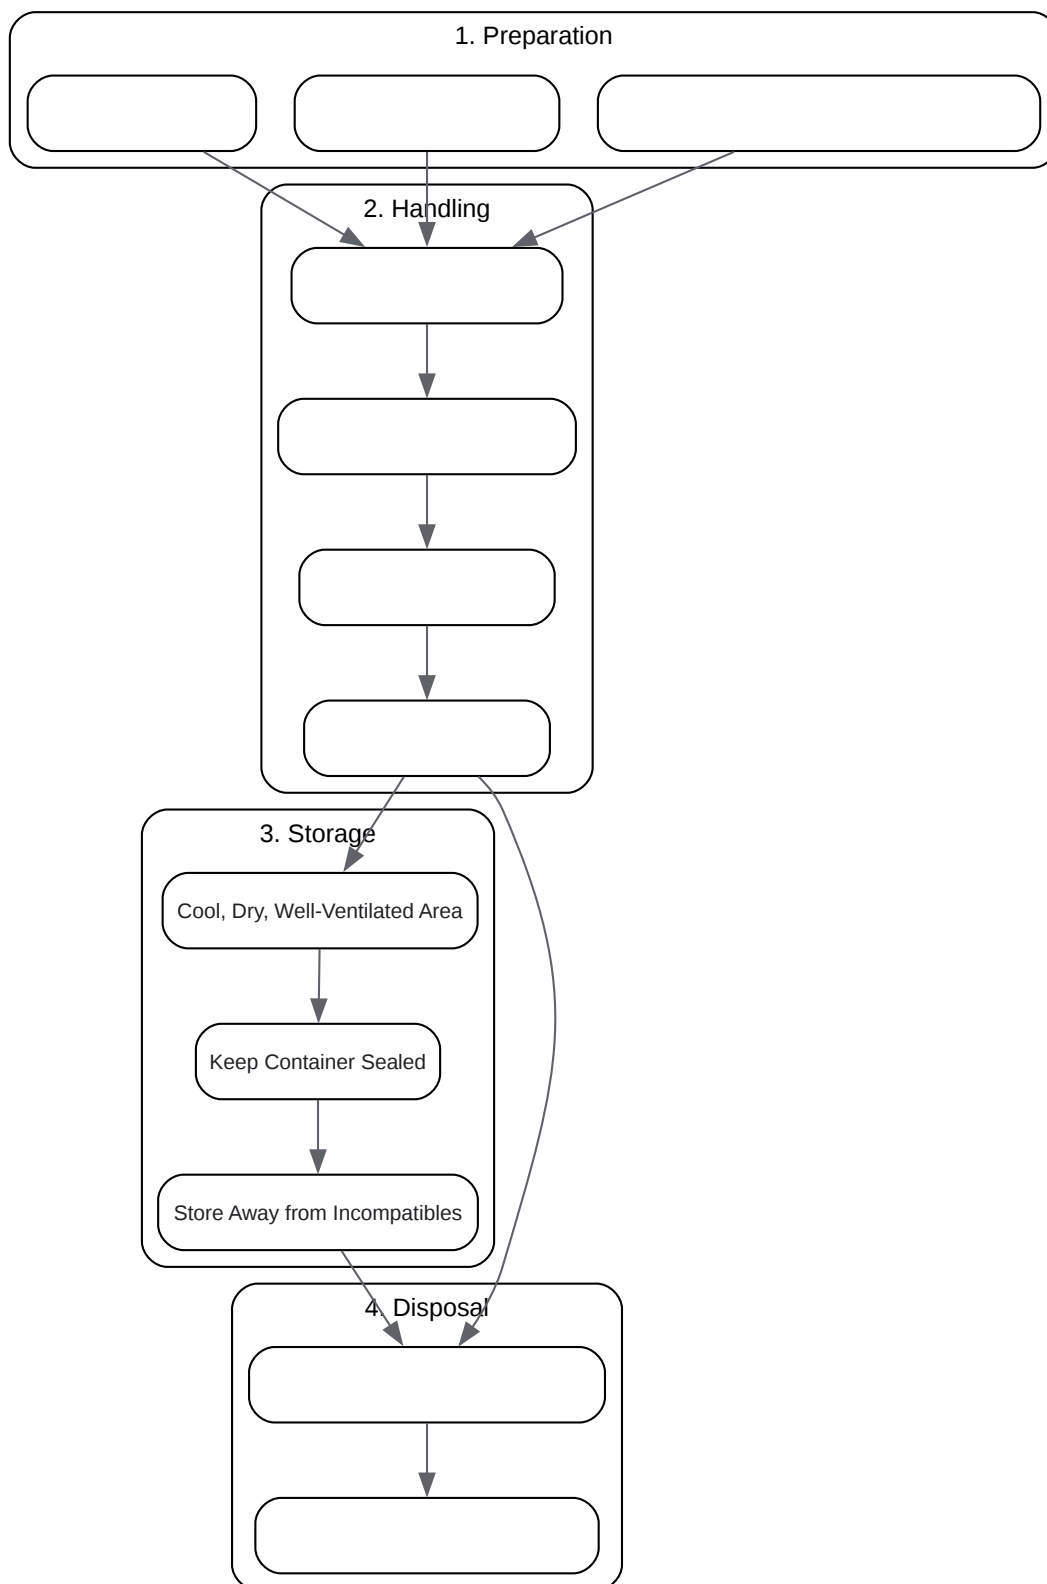 1. Preparation
2. Handling
3. Storage
Cool, Dry, Well-Ventilated Area
Keep Container Sealed
Store Away from Incompatibles
4. Disposal